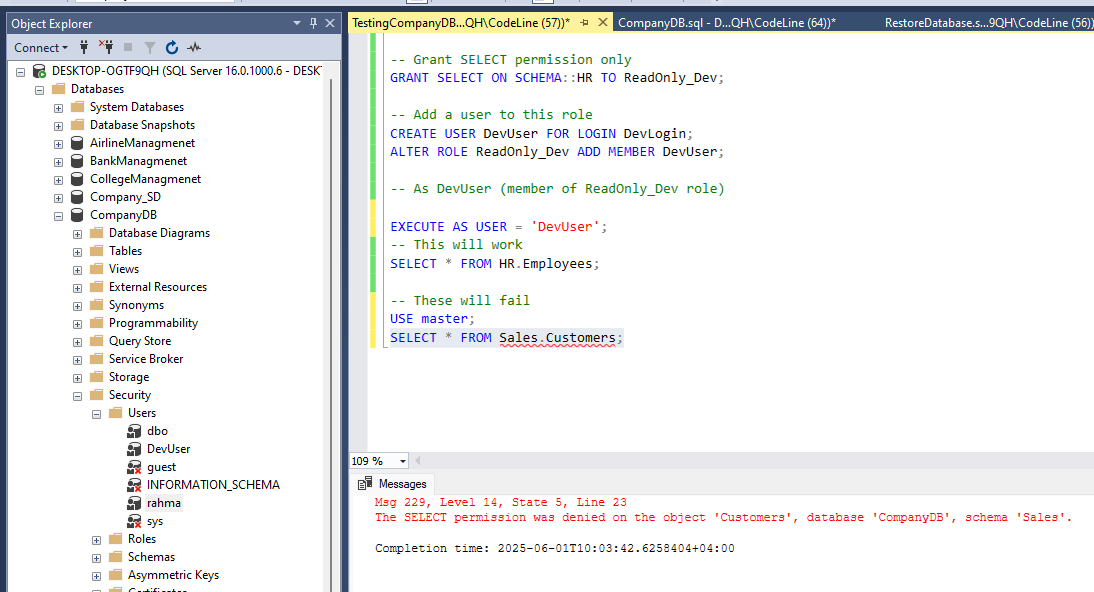 Object Explorer
Connect
DESKTOP-OGTF9QH (SQL Server 16.0.1000.6 - DESKT
Databases
System Databases
Database Snapshots
AirlineManagmenet
BankManagmenet
CollegeManagmenet
Company_SD
CompanyDB
Database Diagrams
Tables
Views
External Resources
Synonyms
Programmability
Query Store
Service Broker
Storage
Security
Users
dbo
DevUser
guest
INFORMATION_SCHEMA
rahma
sys
Roles
Schemas
Asymmetric Keys
Certificates
TestingCompanyDB...QH\CodeLine (57))* CompanyDB.sql - D...QH\CodeLine (64))* RestoreDatabase.s...9QH\CodeLine (56))
-- Grant SELECT permission only
GRANT SELECT ON SCHEMA::HR TO ReadOnly_Dev;
-- Add a user to this role
CREATE USER DevUser FOR LOGIN DevLogin;
ALTER ROLE ReadOnly_Dev ADD MEMBER DevUser;
-- As DevUser (member of ReadOnly_Dev role)
EXECUTE AS USER = 'DevUser';
-- This will work
SELECT * FROM HR.Employees;
-- These will fail
USE master;
SELECT * FROM Sales.Customers;
109 %
Messages
Msg 229, Level 14, State 5, Line 23
The SELECT permission was denied on the object 'Customers', database 'CompanyDB', schema 'Sales'.
Completion time: 2025-06-01T10:03:42.6258404+04:00